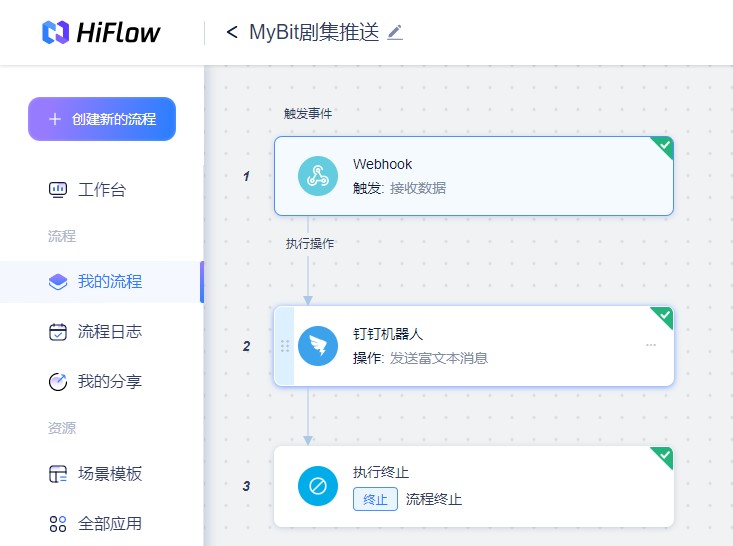 HiFlow
< MyBit剧集推送
+ 创建新的流程
工作台
流程
我的流程
流程日志
我的分享
资源
场景模板
全部应用
触发事件
1
Webhook
触发: 接收数据
执行操作
2
钉钉机器人
操作: 发送富文本消息
3
执行终止
终止 流程终止